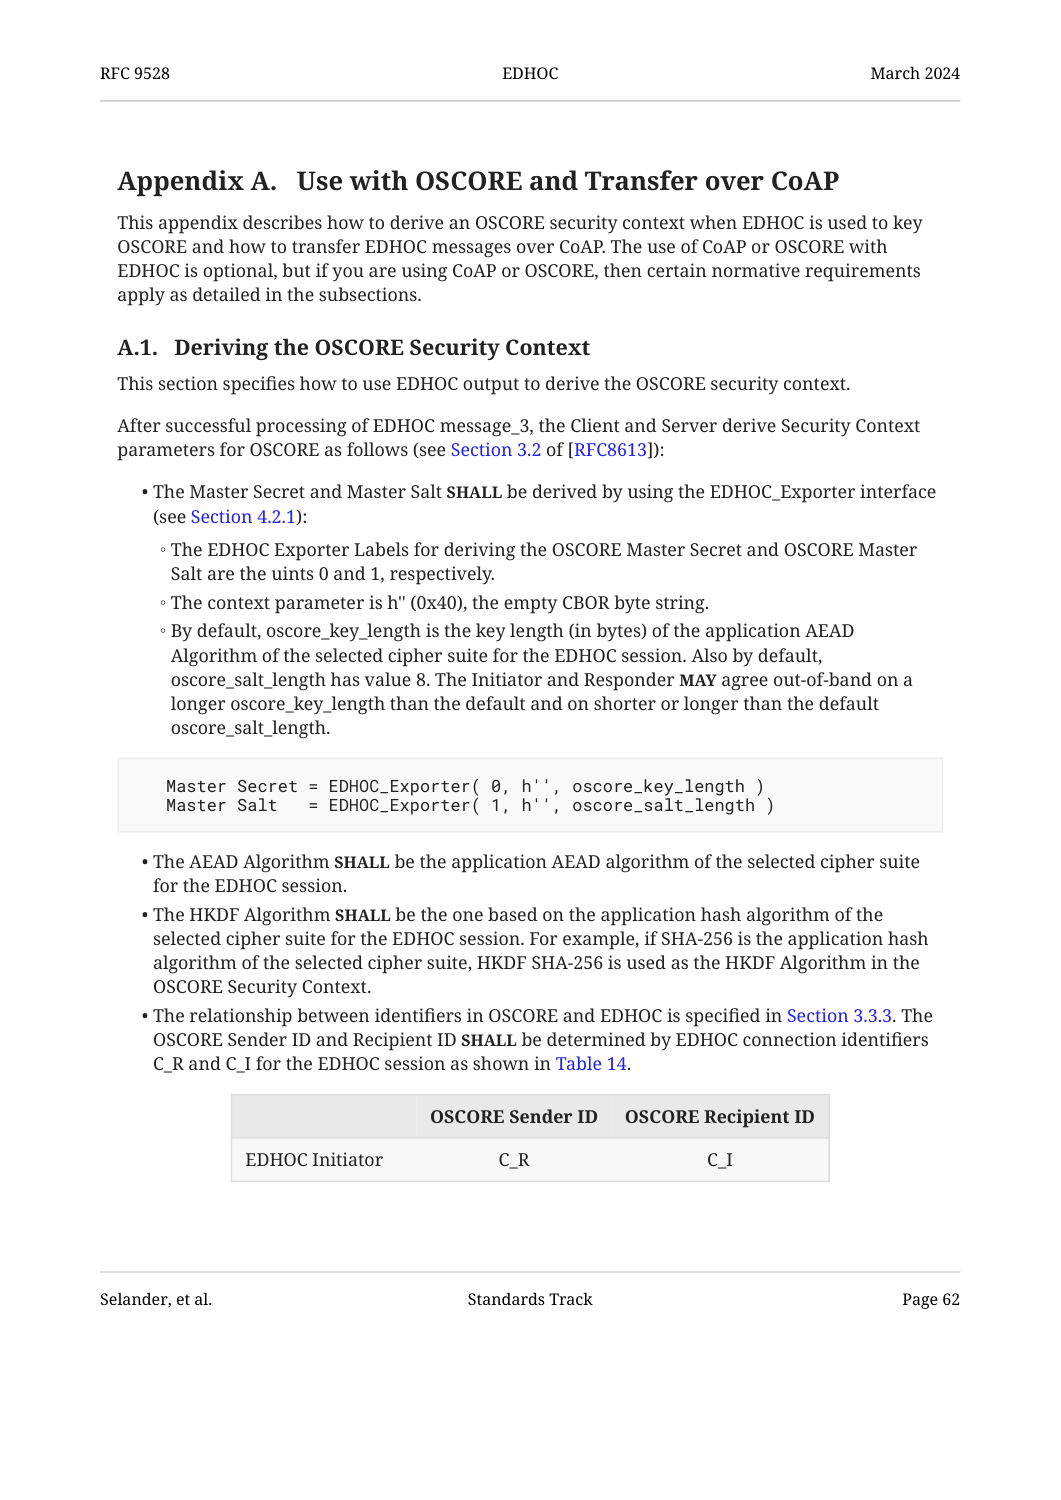 RFC 9528 EDHOC March 2024
Appendix A. Use with OSCORE and Transfer over CoAP
This appendix describes how to derive an OSCORE security context when EDHOC is used to key
OSCORE and how to transfer EDHOC messages over CoAP. The use of CoAP or OSCORE with
EDHOC is optional, but if you are using CoAP or OSCORE, then certain normative requirements
apply as detailed in the subsections.
A.1. Deriving the OSCORE Security Context
This section specifies how to use EDHOC output to derive the OSCORE security context.
After successful processing of EDHOC message_3, the Client and Server derive Security Context
parameters for OSCORE as follows (see Section 3.2 of [RFC8613]):
• The Master Secret and Master Salt SHALL be derived by using the EDHOC_Exporter interface
(see Section 4.2.1):
◦ The EDHOC Exporter Labels for deriving the OSCORE Master Secret and OSCORE Master
Salt are the uints 0 and 1, respectively.
◦ The context parameter is h'' (0x40), the empty CBOR byte string.
◦ By default, oscore_key_length is the key length (in bytes) of the application AEAD
Algorithm of the selected cipher suite for the EDHOC session. Also by default,
oscore_salt_length has value 8. The Initiator and Responder MAY agree out-of-band on a
longer oscore_key_length than the default and on shorter or longer than the default
oscore_salt_length.
Master Secret = EDHOC_Exporter( 0, h'', oscore_key_length )
Master Salt   = EDHOC_Exporter( 1, h'', oscore_salt_length )
• The AEAD Algorithm SHALL be the application AEAD algorithm of the selected cipher suite
for the EDHOC session.
• The HKDF Algorithm SHALL be the one based on the application hash algorithm of the
selected cipher suite for the EDHOC session. For example, if SHA-256 is the application hash
algorithm of the selected cipher suite, HKDF SHA-256 is used as the HKDF Algorithm in the
OSCORE Security Context.
• The relationship between identifiers in OSCORE and EDHOC is specified in Section 3.3.3. The
OSCORE Sender ID and Recipient ID SHALL be determined by EDHOC connection identifiers
C_R and C_I for the EDHOC session as shown in Table 14.
OSCORE Sender ID OSCORE Recipient ID
EDHOC Initiator C_R C_I
Selander, et al. Standards Track Page 62